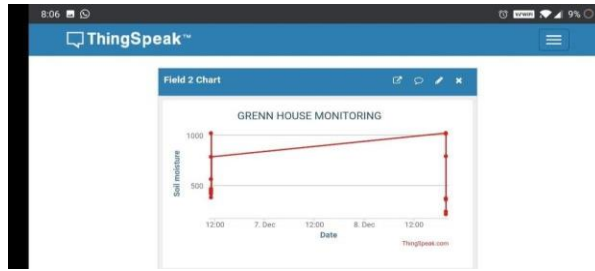 8:06
9%
ThingSpeak™
Field 2 Chart
GRENN HOUSE MONITORING
1000
500
Soil moisture
12:00 7. Dec 12:00 8. Dec 12:00
Date
ThingSpeak.com